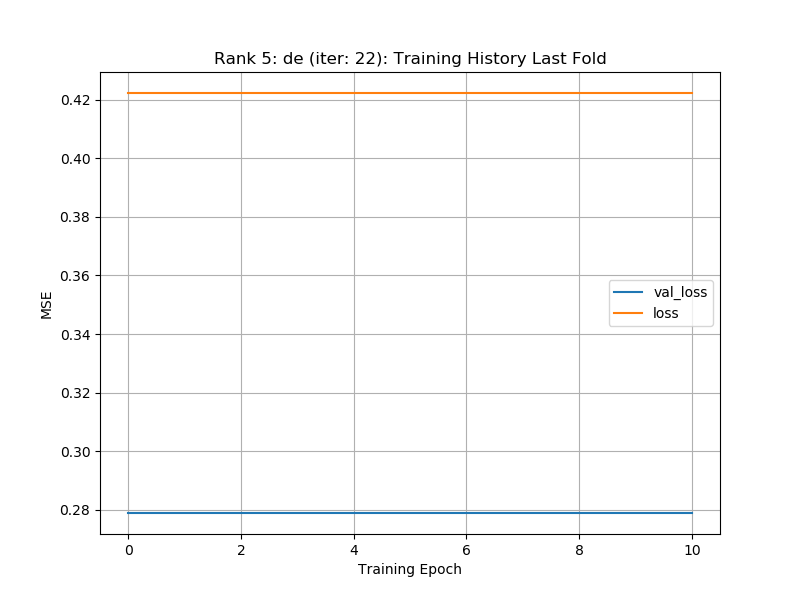 Rank 5: de (iter: 22): Training History Last Fold
0.42
0.40
0.38
0.36
0.34
0.32
0.30
0.28
MSE
val_loss
loss
0 2 4 6 8 10
Training Epoch